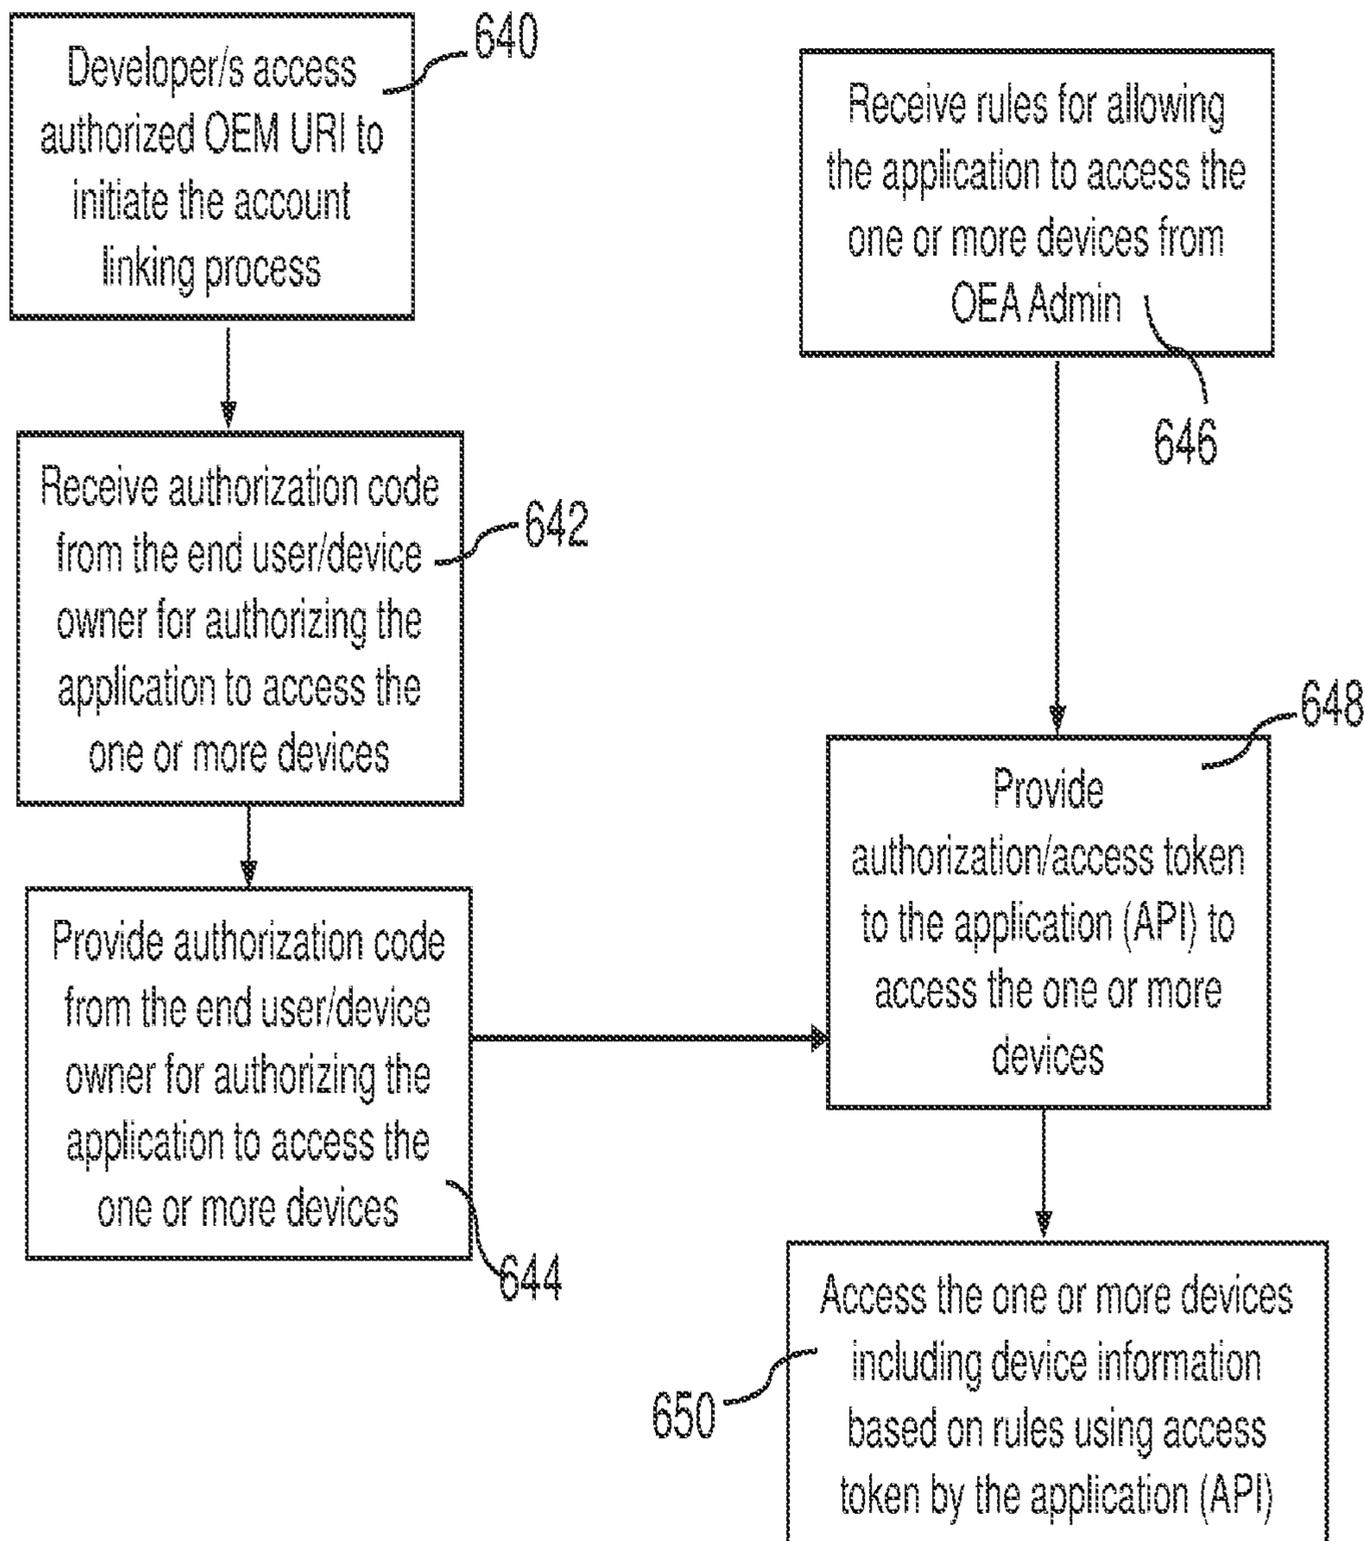 Developer/s access
authorized OEM URI to
initiate the account
linking process
640
Receive authorization code
from the end user/device
owner for authorizing the
application to access the
one or more devices
642
Provide authorization code
from the end user/device
owner for authorizing the
application to access the
one or more devices
644
Receive rules for allowing
the application to access the
one or more devices from
OEA Admin
646
Provide
authorization/access token
to the application (API) to
access the one or more
devices
648
Access the one or more devices
including device information
based on rules using access
token by the application (API)
650